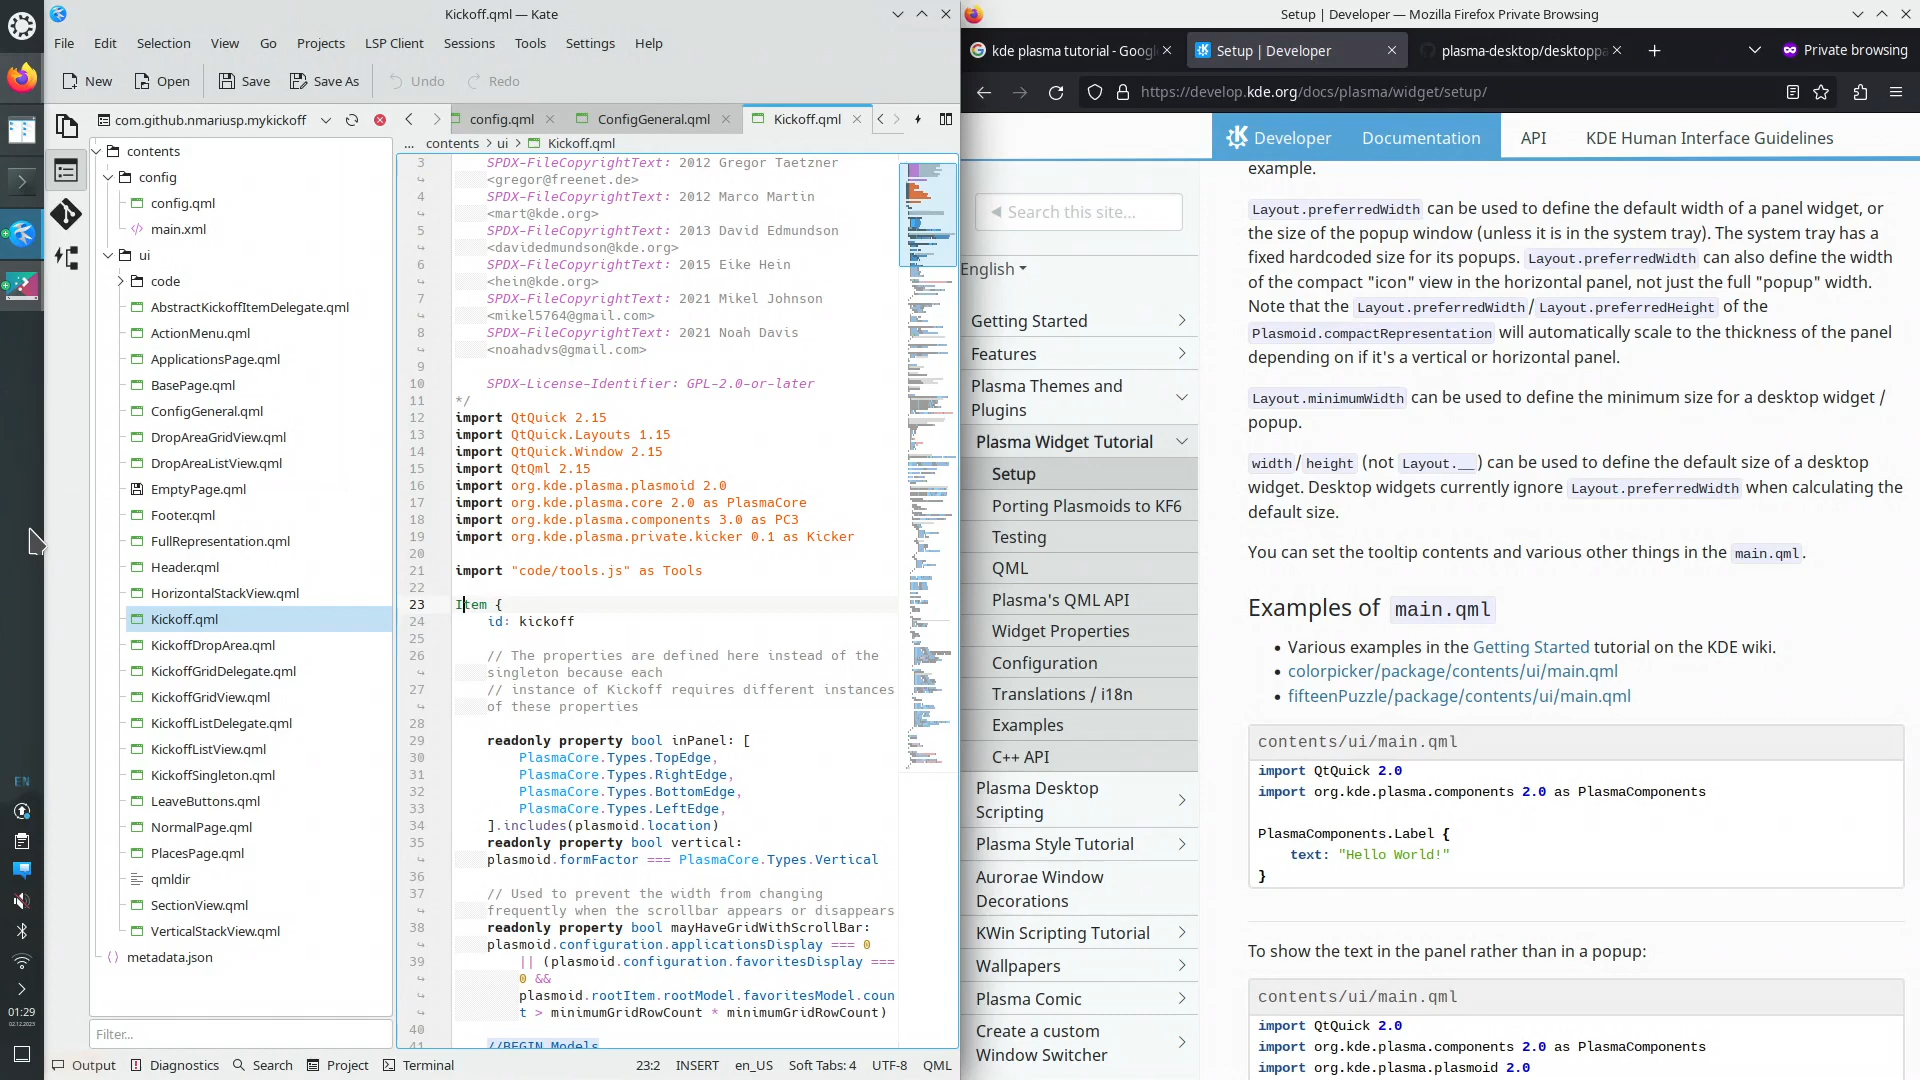 Kickoff.qml — Kate
File Edit Selection View Go Projects LSP Client Sessions Tools Settings Help
New Open Save Save As Undo Redo
com.github.nmariusp.mykickoff
config.qml ConfigGeneral.qml Kickoff.qml
... contents ui Kickoff.qml
contents
config
config.qml
main.xml
ui
code
AbstractKickoffItemDelegate.qml
ActionMenu.qml
ApplicationsPage.qml
BasePage.qml
ConfigGeneral.qml
DropAreaGridView.qml
DropAreaListView.qml
EmptyPage.qml
Footer.qml
FullRepresentation.qml
Header.qml
HorizontalStackView.qml
Kickoff.qml
KickoffDropArea.qml
KickoffGridDelegate.qml
KickoffGridView.qml
KickoffListDelegate.qml
KickoffListView.qml
KickoffSingleton.qml
LeaveButtons.qml
NormalPage.qml
PlacesPage.qml
qmldir
SectionView.qml
VerticalStackView.qml
metadata.json
Filter...
EN
01:29
02.12.2023
3 SPDX-FileCopyrightText: 2012 Gregor Taetzner
<gregor@freenet.de>
4 SPDX-FileCopyrightText: 2012 Marco Martin
<mart@kde.org>
5 SPDX-FileCopyrightText: 2013 David Edmundson
<davidedmundson@kde.org>
6 SPDX-FileCopyrightText: 2015 Eike Hein
<hein@kde.org>
7 SPDX-FileCopyrightText: 2021 Mikel Johnson
<mikel5764@gmail.com>
8 SPDX-FileCopyrightText: 2021 Noah Davis
<noahadvs@gmail.com>
9
10 SPDX-License-Identifier: GPL-2.0-or-later
11 */
12 import QtQuick 2.15
13 import QtQuick.Layouts 1.15
14 import QtQuick.Window 2.15
15 import QtQml 2.15
16 import org.kde.plasma.plasmoid 2.0
17 import org.kde.plasma.core 2.0 as PlasmaCore
18 import org.kde.plasma.components 3.0 as PC3
19 import org.kde.plasma.private.kicker 0.1 as Kicker
20
21 import "code/tools.js" as Tools
22
23 Item {
24 id: kickoff
25
26 // The properties are defined here instead of the
singleton because each
27 // instance of Kickoff requires different instances
of these properties
28
29 readonly property bool inPanel: [
30 PlasmaCore.Types.TopEdge,
31 PlasmaCore.Types.RightEdge,
32 PlasmaCore.Types.BottomEdge,
33 PlasmaCore.Types.LeftEdge,
34 ].includes(plasmoid.location)
35 readonly property bool vertical:
plasmoid.formFactor === PlasmaCore.Types.Vertical
36
37 // Used to prevent the width from changing
frequently when the scrollbar appears or disappears
38 readonly property bool mayHaveGridWithScrollBar:
plasmoid.configuration.applicationsDisplay === 0
39 || (plasmoid.configuration.favoritesDisplay ===
0 &&
plasmoid.rootItem.rootModel.favoritesModel.coun
t > minimumGridRowCount * minimumGridRowCount)
40
41 //BEGIN Models
Output Diagnostics Search Project Terminal 23:2 INSERT en_US Soft Tabs: 4 UTF-8 QML
Setup | Developer — Mozilla Firefox Private Browsing
kde plasma tutorial - Googl Setup | Developer plasma-desktop/desktoppa Private browsing
https://develop.kde.org/docs/plasma/widget/setup/
Developer Documentation API KDE Human Interface Guidelines
Search this site...
English
Getting Started
Features
Plasma Themes and
Plugins
Plasma Widget Tutorial
Setup
Porting Plasmoids to KF6
Testing
QML
Plasma's QML API
Widget Properties
Configuration
Translations / i18n
Examples
C++ API
Plasma Desktop
Scripting
Plasma Style Tutorial
Aurorae Window
Decorations
KWin Scripting Tutorial
Wallpapers
Plasma Comic
Create a custom
Window Switcher
example.
Layout.preferredWidth can be used to define the default width of a panel widget, or
the size of the popup window (unless it is in the system tray). The system tray has a
fixed hardcoded size for its popups. Layout.preferredWidth can also define the width
of the compact "icon" view in the horizontal panel, not just the full "popup" width.
Note that the Layout.preferredWidth/Layout.preferredHeight of the
Plasmoid.compactRepresentation will automatically scale to the thickness of the panel
depending on if it's a vertical or horizontal panel.
Layout.minimumWidth can be used to define the minimum size for a desktop widget /
popup.
width/height (not Layout.__) can be used to define the default size of a desktop
widget. Desktop widgets currently ignore Layout.preferredWidth when calculating the
default size.
You can set the tooltip contents and various other things in the main.qml.
Examples of main.qml
• Various examples in the Getting Started tutorial on the KDE wiki.
• colorpicker/package/contents/ui/main.qml
• fifteenPuzzle/package/contents/ui/main.qml
contents/ui/main.qml
import QtQuick 2.0
import org.kde.plasma.components 2.0 as PlasmaComponents
PlasmaComponents.Label {
text: "Hello World!"
}
To show the text in the panel rather than in a popup:
contents/ui/main.qml
import QtQuick 2.0
import org.kde.plasma.components 2.0 as PlasmaComponents
import org.kde.plasma.plasmoid 2.0